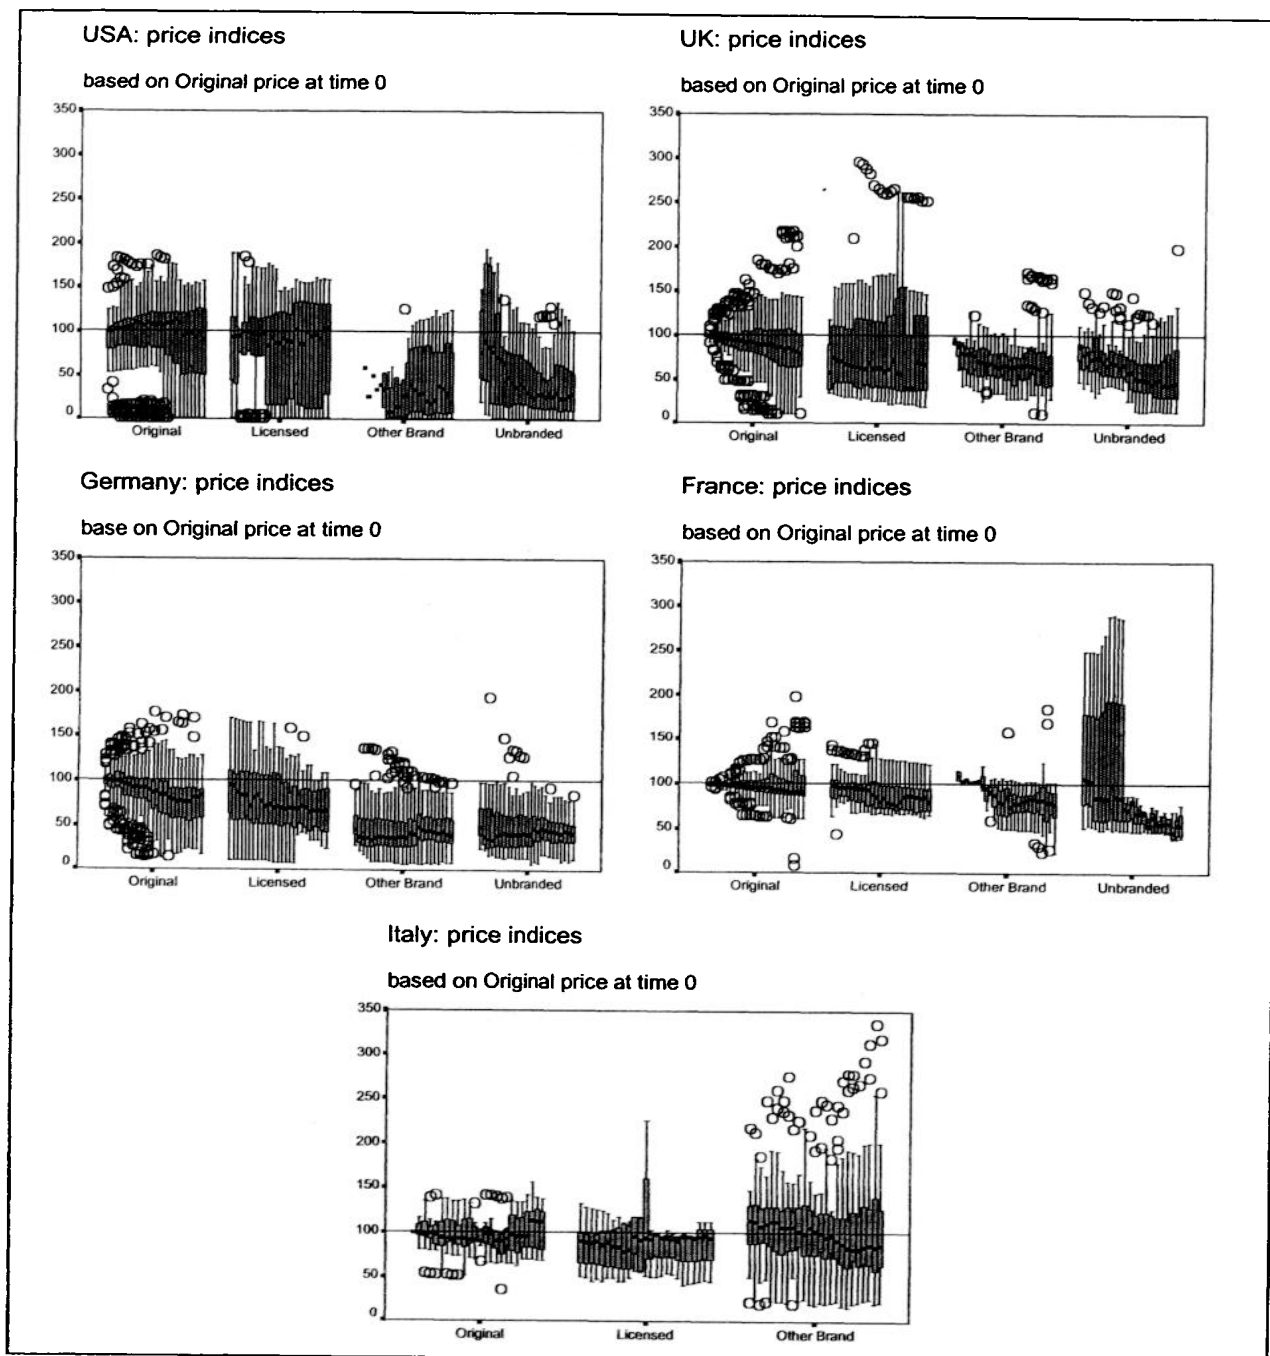 USA: price indices
based on Original price at time 0
350
300
250
200
150
100
50
0
Original Licensed Other Brand Unbranded
UK: price indices
based on Original price at time 0
350
300
250
200
150
100
50
0
Original Licensed Other Brand Unbranded
Germany: price indices
base on Original price at time 0
350
300
250
200
150
100
50
0
Original Licensed Other Brand Unbranded
France: price indices
based on Original price at time 0
350
300
250
200
150
100
50
0
Original Licensed Other Brand Unbranded
Italy: price indices
based on Original price at time 0
350
300
250
200
150
100
50
0
Original Licensed Other Brand